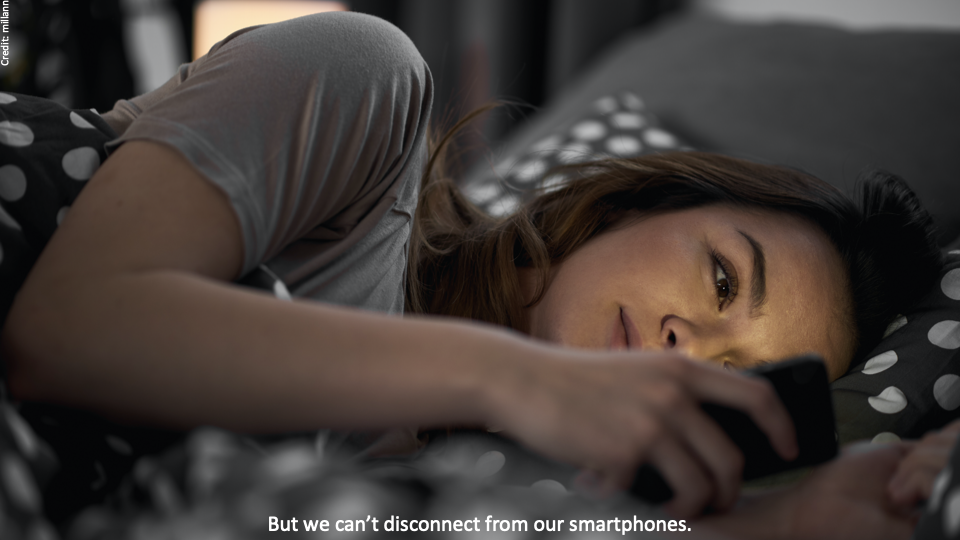 Credit: millann
But we can’t disconnect from our smartphones.